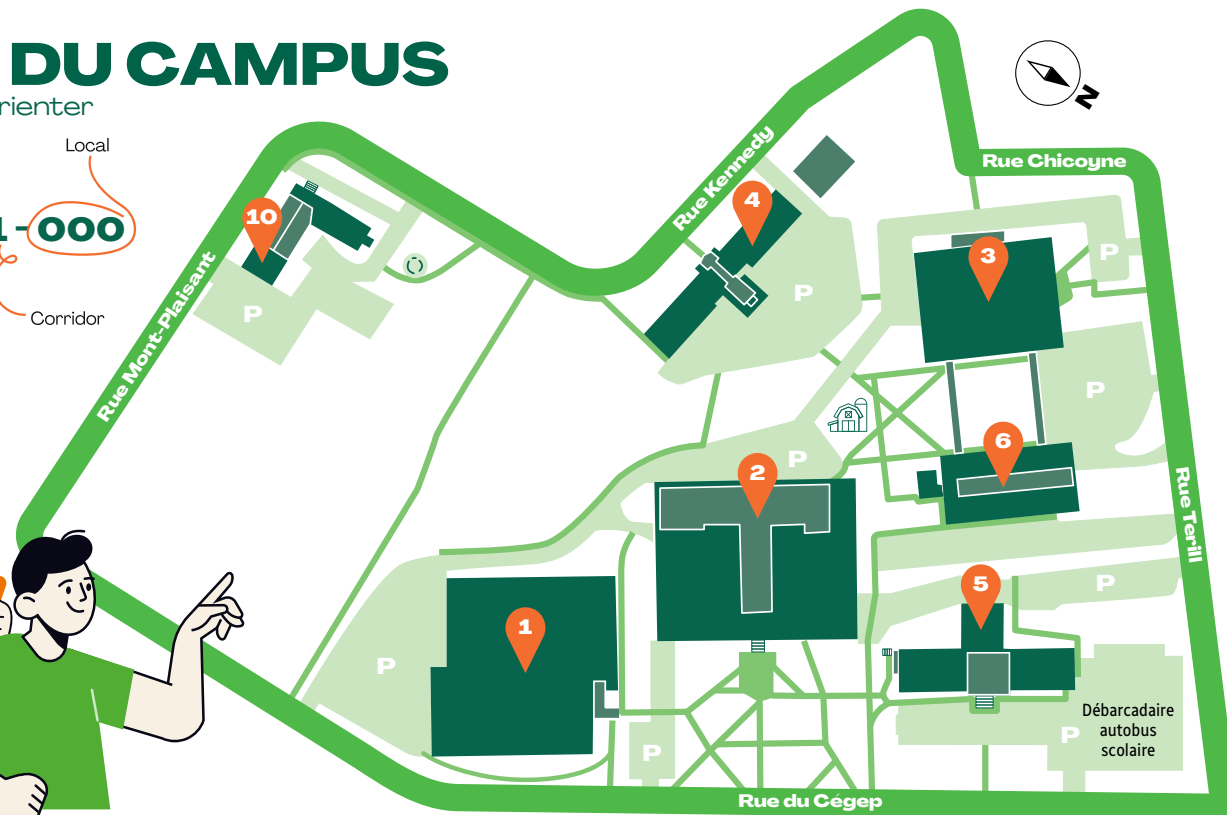 DU CAMPUS
rienter
Local
1-000
Corridor
N
Rue Chicoyne
Rue Kennedy
Rue Mont-Plaisant
Rue Terill
Rue du Cégep
10
4
3
P
P
P
P
6
P
2
5
P
1
P
P
P
Débarcadaire
autobus
scolaire